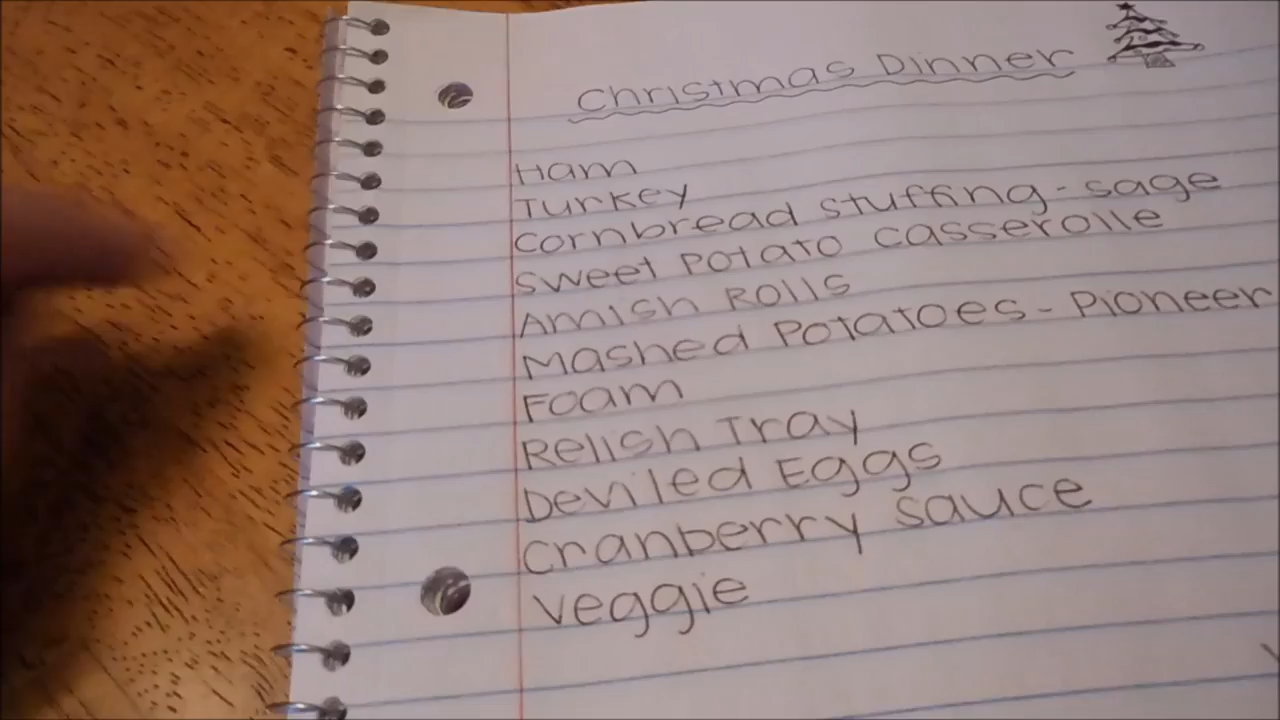 Christmas Dinner
Ham
Turkey
Cornbread stuffing - sage
Sweet Potato casserolle
Amish Rolls
Mashed Potatoes - Pioneer
Foam
Relish Tray
Deviled Eggs
Cranberry sauce
veggie